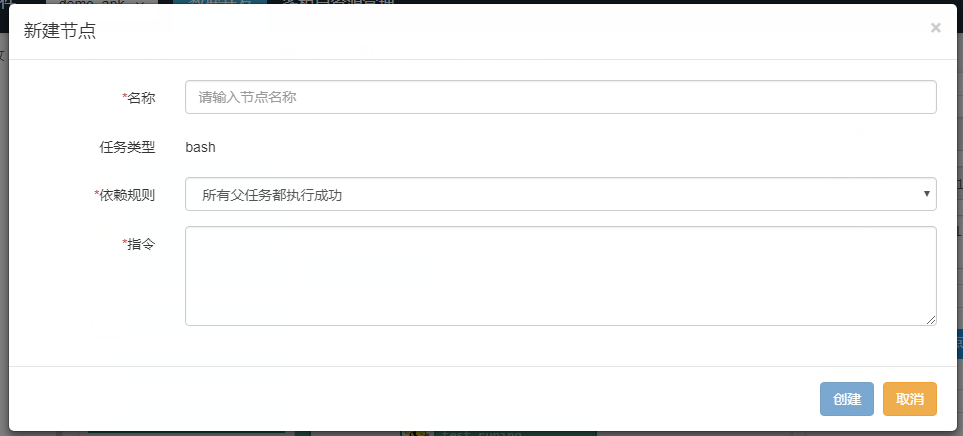 新建节点
×
*名称
请输入节点名称
任务类型
bash
*依赖规则
所有父任务都执行成功
*指令
创建
取消